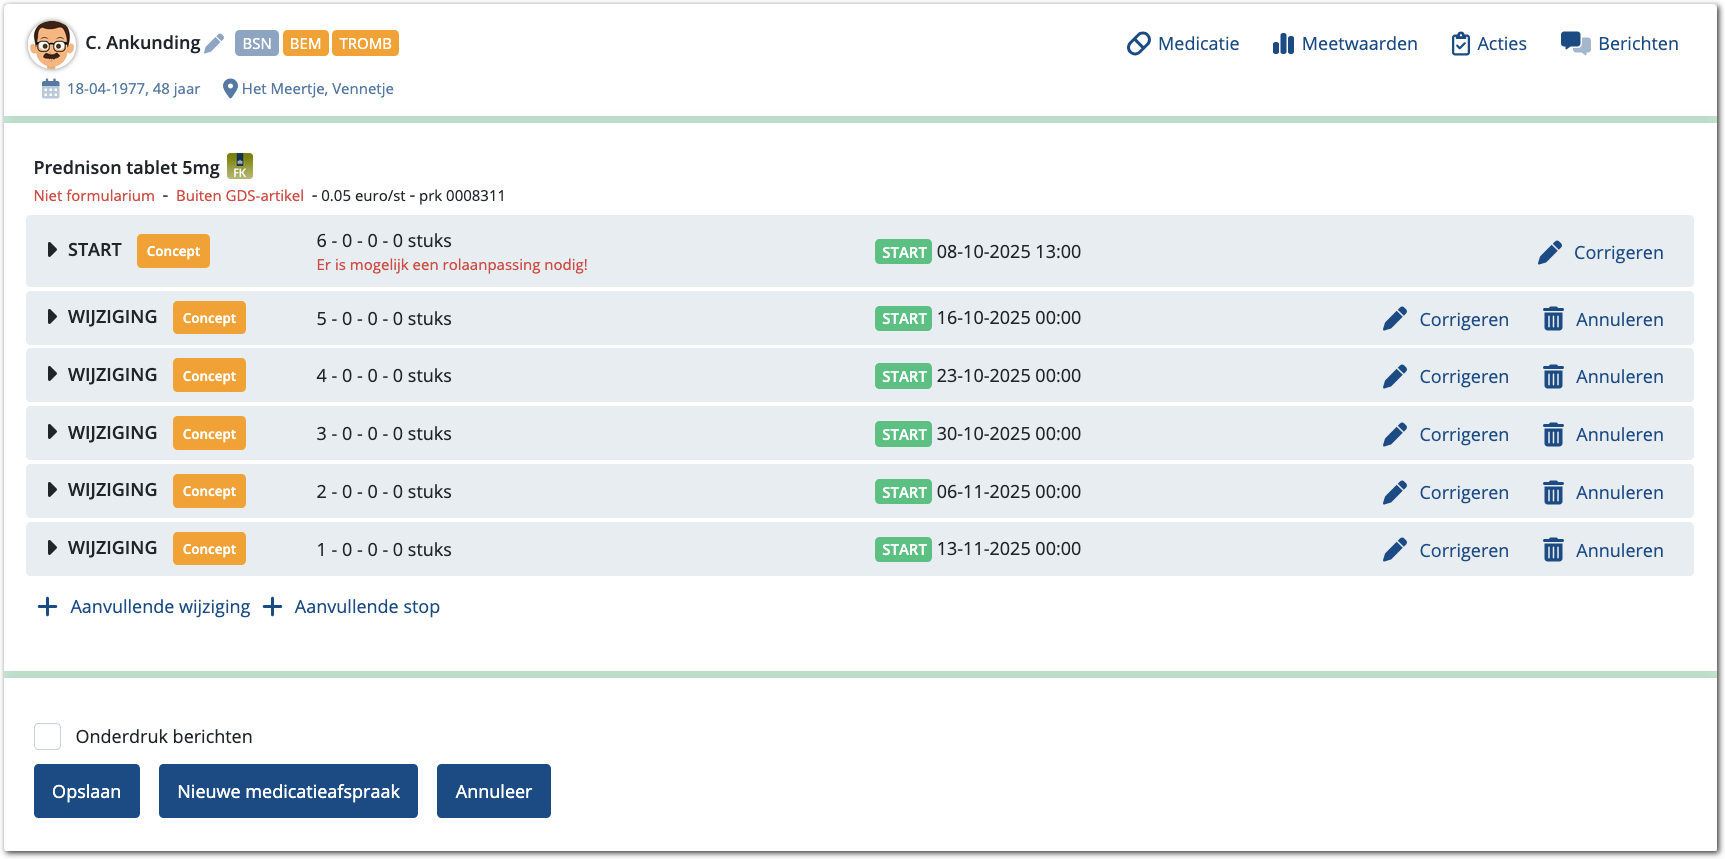 C. Ankunding BSN BEM TROMB
Medicatie Meetwaarden Acties Berichten
18-04-1977, 48 jaar Het Meertje, Vennetje
Prednison tablet 5mg FK
Niet formularium - Buiten GDS-artikel - 0.05 euro/st - prk 0008311
START Concept 6 - 0 - 0 - 0 stuks START 08-10-2025 13:00 Corrigeren
Er is mogelijk een rolaanpassing nodig!
WIJZIGING Concept 5 - 0 - 0 - 0 stuks START 16-10-2025 00:00 Corrigeren Annuleren
WIJZIGING Concept 4 - 0 - 0 - 0 stuks START 23-10-2025 00:00 Corrigeren Annuleren
WIJZIGING Concept 3 - 0 - 0 - 0 stuks START 30-10-2025 00:00 Corrigeren Annuleren
WIJZIGING Concept 2 - 0 - 0 - 0 stuks START 06-11-2025 00:00 Corrigeren Annuleren
WIJZIGING Concept 1 - 0 - 0 - 0 stuks START 13-11-2025 00:00 Corrigeren Annuleren
Aanvullende wijziging Aanvullende stop
Onderdruk berichten
Opslaan Nieuwe medicatieafspraak Annuleer